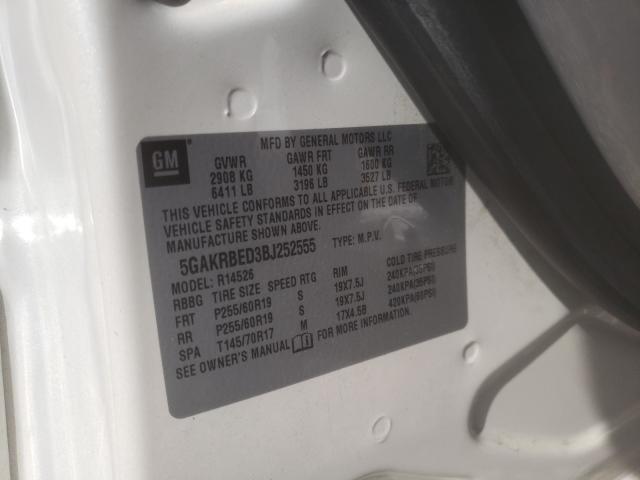 GM
MFD BY GENERAL MOTORS LLC
GVWR GAWR FRT GAWR RR
2908 KG 1450 KG 1600 KG
6411 LB 3196 LB 3527 LB
THIS VEHICLE CONFORMS TO ALL APPLICABLE U.S. FEDERAL MOTOR
VEHICLE SAFETY STANDARDS IN EFFECT ON THE DATE OF
MANUFACTURE SHOWN ABOVE.
5GAKRBED3BJ252555 TYPE: M.P.V.
MODEL: R14526
RBBG TIRE SIZE SPEED RTG RIM COLD TIRE PRESSURE
FRT P255/60R19 S 19X7.5J 240KPA(35PSI)
RR P255/60R19 S 19X7.5J 240KPA(35PSI)
SPA T145/70R17 M 17X4.5B 420KPA(60PSI)
SEE OWNER'S MANUAL FOR MORE INFORMATION.